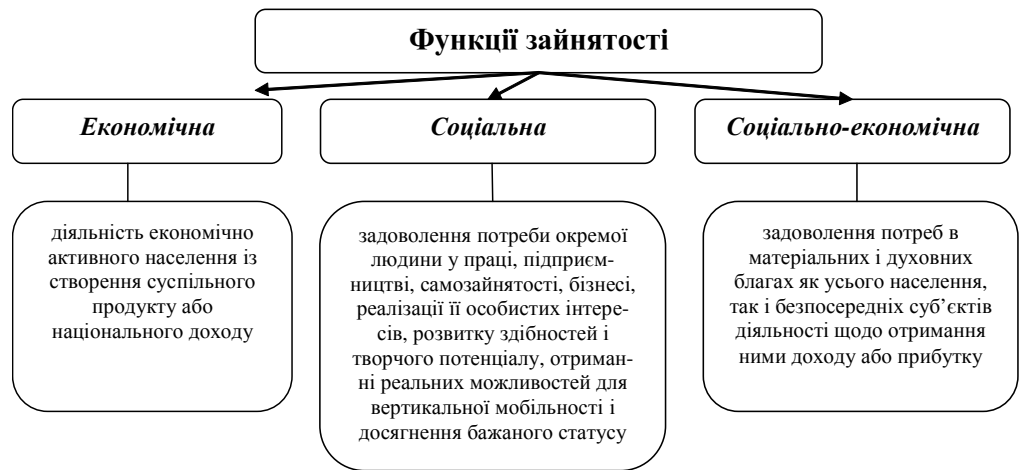 Функції зайнятості
Економічна
Соціальна
Соціально-економічна
діяльність економічно
активного населення із
створення суспільного
продукту або
національного доходу
задоволення потреби окремої
людини у праці, підприєм-
ництві, самозайнятості, бізнесі,
реалізації її особистих інтере-
сів, розвитку здібностей і
творчого потенціалу, отриман-
ні реальних можливостей для
вертикальної мобільності і
досягнення бажаного статусу
задоволення потреб в
матеріальних і духовних
благах як усього населення,
так і безпосередніх суб’єктів
діяльності щодо отримання
ними доходу або прибутку